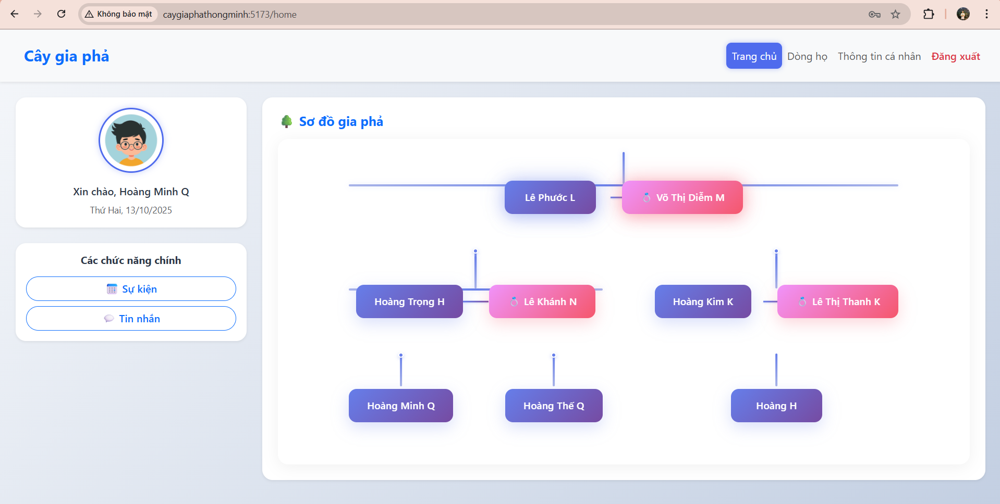 Không bảo mật caygiaphathongminh:5173/home
Cây gia phả
Trang chủ Dòng họ Thông tin cá nhân Đăng xuất
Xin chào, Hoàng Minh Q
Thứ Hai, 13/10/2025
Các chức năng chính
Sự kiện
Tin nhắn
Sơ đồ gia phả
Lê Phước L
Võ Thị Diễm M
Hoàng Trọng H
Lê Khánh N
Hoàng Kim K
Lê Thị Thanh K
Hoàng Minh Q
Hoàng Thế Q
Hoàng H